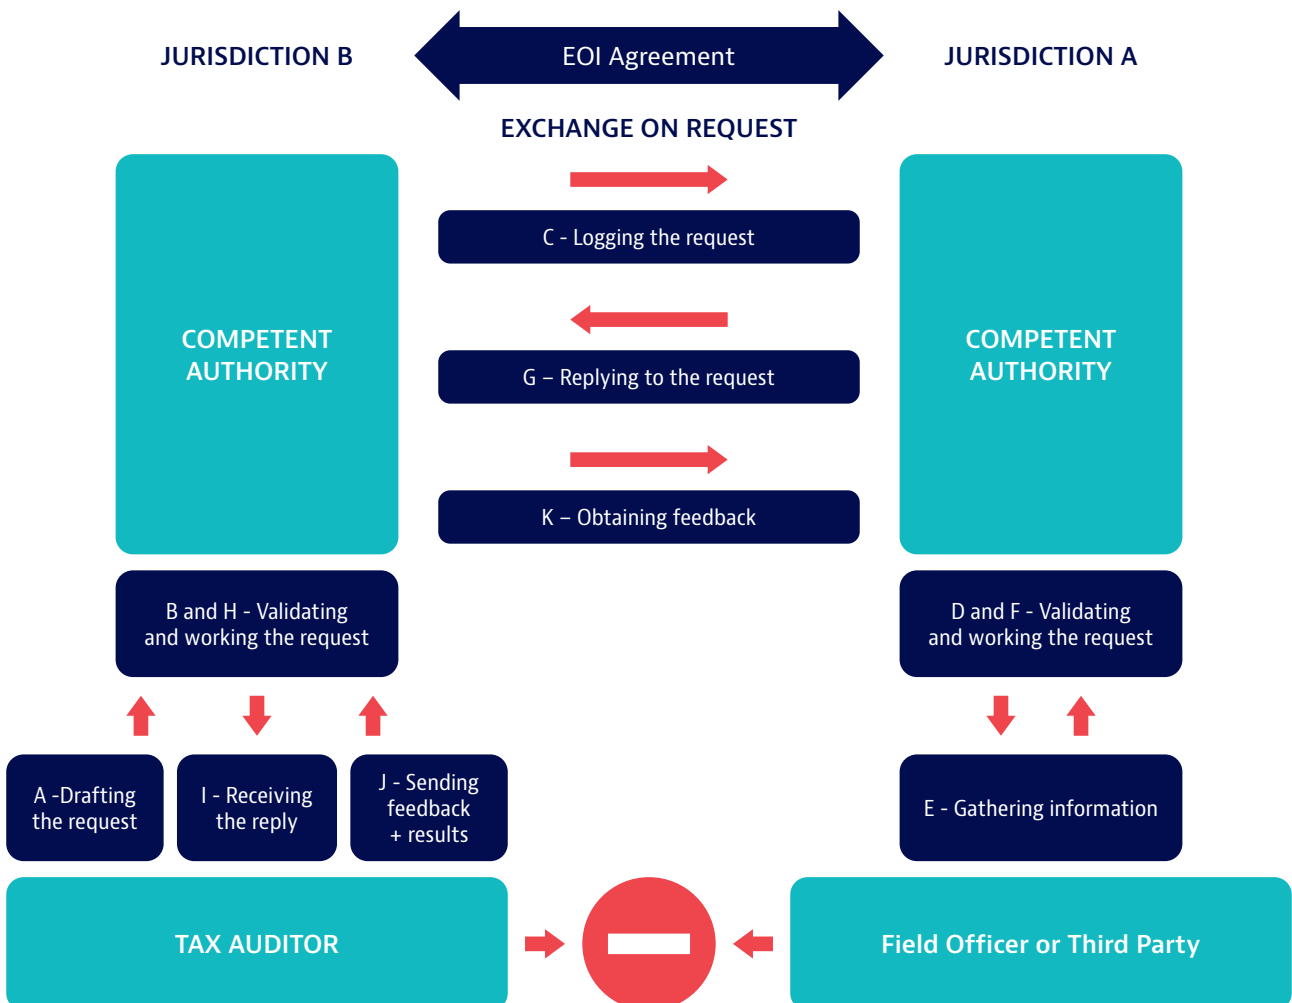 JURISDICTION B
EOI Agreement
JURISDICTION A
EXCHANGE ON REQUEST
COMPETENT
AUTHORITY
C - Logging the request
G – Replying to the request
K – Obtaining feedback
COMPETENT
AUTHORITY
B and H - Validating
and working the request
D and F - Validating
and working the request
A -Drafting
the request
I - Receiving
the reply
J - Sending
feedback
+ results
E - Gathering information
TAX AUDITOR
Field Officer or Third Party